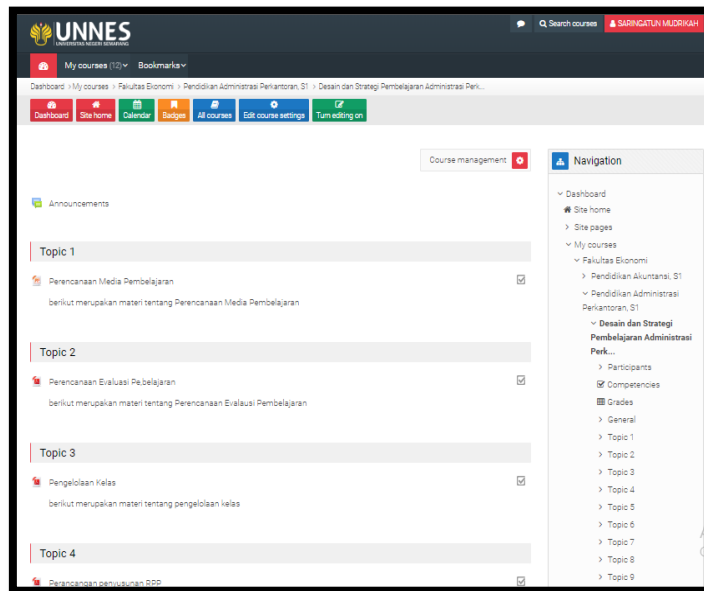 UNNES
UNIVERSITAS NEGERI SEMARANG
Search courses
SARINGATUN MUDRIKAH
My courses (12)
Bookmarks
Dashboard > My courses > Fakultas Ekonomi > Pendidikan Administrasi Perkantoran, S1 > Desain dan Strategi Pembelajaran Administrasi Perk...
Dashboard
Site home
Calendar
Badges
All courses
Edit course settings
Turn editing on
Course management
Announcements
Topic 1
Perencanaan Media Pembelajaran
berikut merupakan materi tentang Perencanaan Media Pembelajaran
Topic 2
Perencanaan Evaluasi Pe,belajaran
berikut merupakan materi tentang Perencanaan Evalausi Pembelajaran
Topic 3
Pengelolaan Kelas
berikut merupakan materi tentang pengelolaan kelas
Topic 4
Perancangan penyusunan RPP
Navigation
Dashboard
Site home
Site pages
My courses
Fakultas Ekonomi
Pendidikan Akuntansi, S1
Pendidikan Administrasi
Perkantoran, S1
Desain dan Strategi
Pembelajaran Administrasi
Perk...
Participants
Competencies
Grades
General
Topic 1
Topic 2
Topic 3
Topic 4
Topic 5
Topic 6
Topic 7
Topic 8
Topic 9